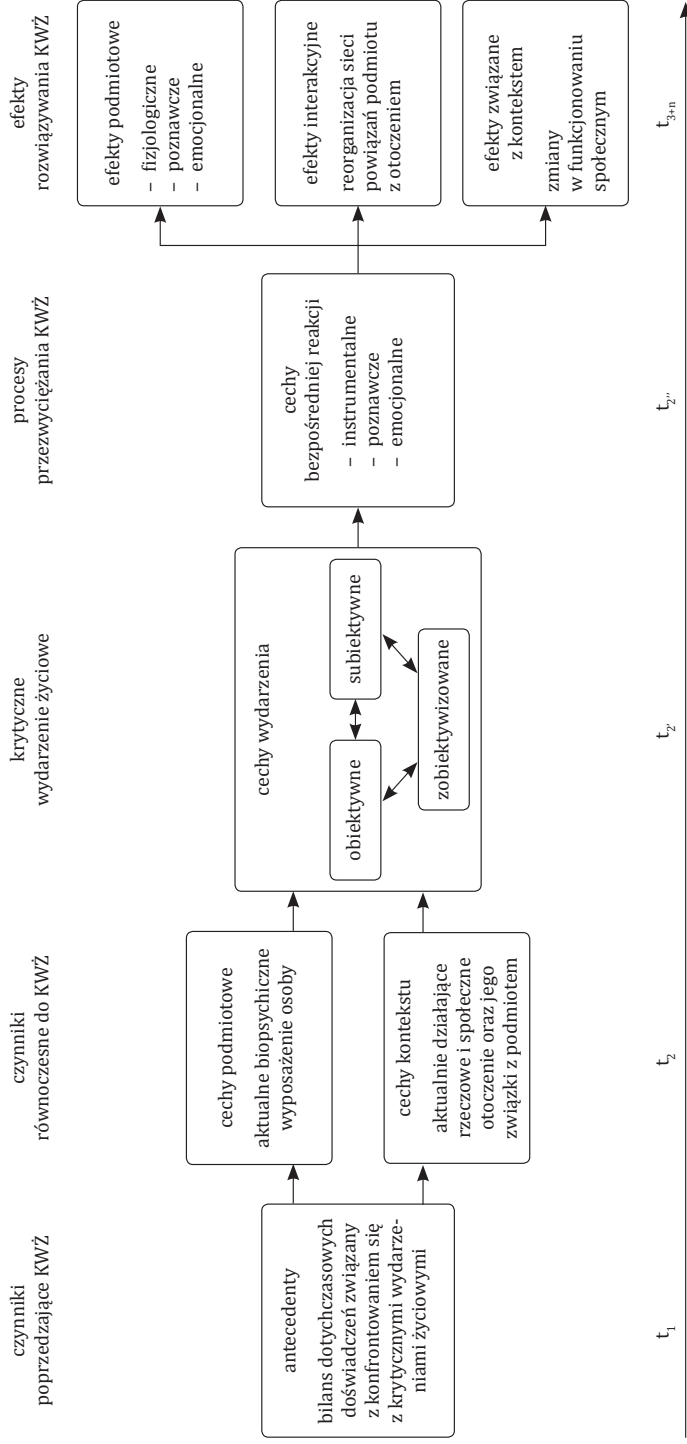 czynniki
poprzedzające KWŻ
czynniki
równoczesne do KWŻ
krytyczne
wydarzenie życiowe
procesy
przezwyciężania KWŻ
efekty
rozwiązywania KWŻ
antecedenty
bilans dotychczasowych
doświadczeń związany
z konfrontowaniem się
z krytycznymi wydarze-
niami życiowymi
cechy podmiotowe
aktualne biopsychiczne
wyposażenie osoby
cechy kontekstu
aktualnie działające
rzeczowe i społeczne
otoczenie oraz jego
związki z podmiotem
cechy wydarzenia
obiektywne
subiektywne
zobiektywizowane
cechy
bezpośredniej reakcji
– instrumentalne
– poznawcze
– emocjonalne
efekty podmiotowe
– fizjologiczne
– poznawcze
– emocjonalne
efekty interakcyjne
reorganizacja sieci
powiązań podmiotu
z otoczeniem
efekty związane
z kontekstem
zmiany
w funkcjonowaniu
społecznym
t₁
t₂
t₂'
t₂''
t₃₊ₙ